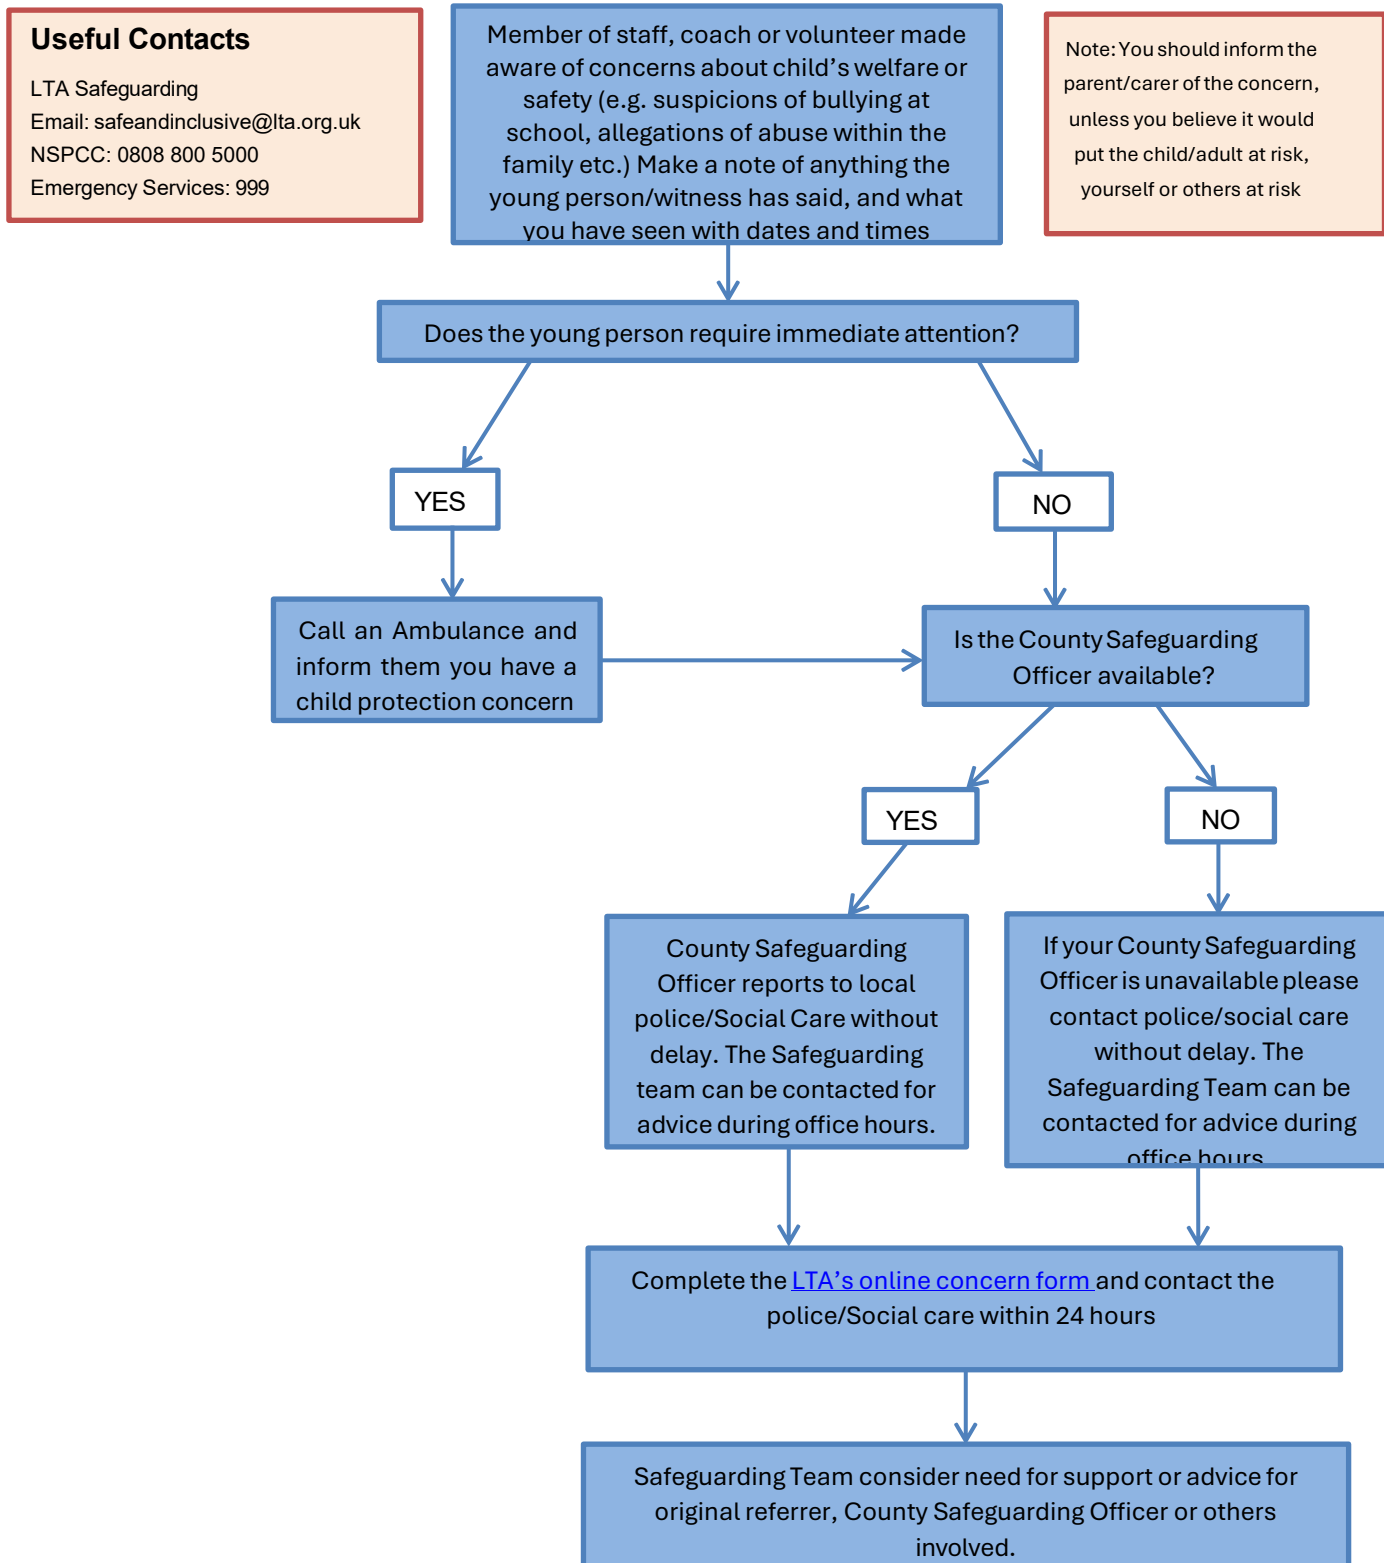 Useful Contacts
LTA Safeguarding
Email: safeandinclusive@lta.org.uk
NSPCC: 0808 800 5000
Emergency Services: 999
Member of staff, coach or volunteer made
aware of concerns about child’s welfare or
safety (e.g. suspicions of bullying at
school, allegations of abuse within the
family etc.) Make a note of anything the
young person/witness has said, and what
you have seen with dates and times
Note: You should inform the
parent/carer of the concern,
unless you believe it would
put the child/adult at risk,
yourself or others at risk
Does the young person require immediate attention?
YES
NO
Call an Ambulance and
inform them you have a
child protection concern
Is the County Safeguarding
Officer available?
YES
NO
County Safeguarding
Officer reports to local
police/Social Care without
delay. The Safeguarding
team can be contacted for
advice during office hours.
If your County Safeguarding
Officer is unavailable please
contact police/social care
without delay. The
Safeguarding Team can be
contacted for advice during
office hours
Complete the LTA’s online concern form and contact the
police/Social care within 24 hours
Safeguarding Team consider need for support or advice for
original referrer, County Safeguarding Officer or others
involved.